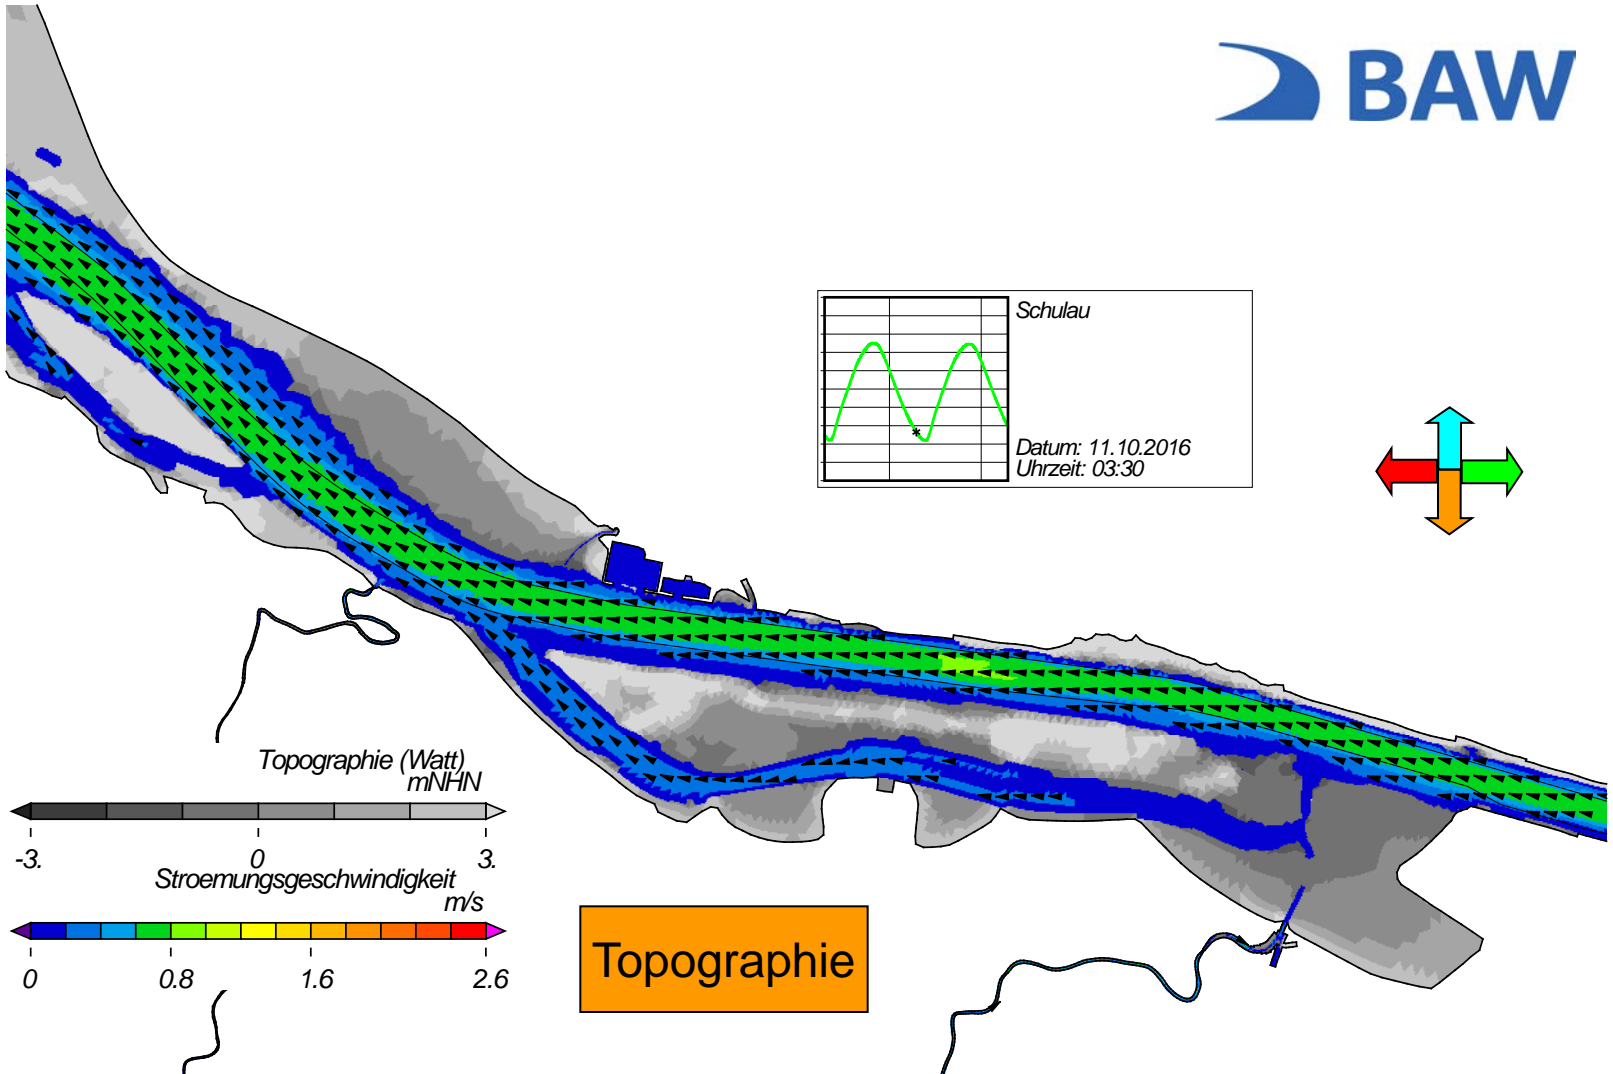 BAW
Schulau
Datum: 11.10.2016
Uhrzeit: 03:30
Topographie (Watt)
mNHN
-3. 0 3.
Stroemungsgeschwindigkeit
m/s
0 0.8 1.6 2.6
Topographie